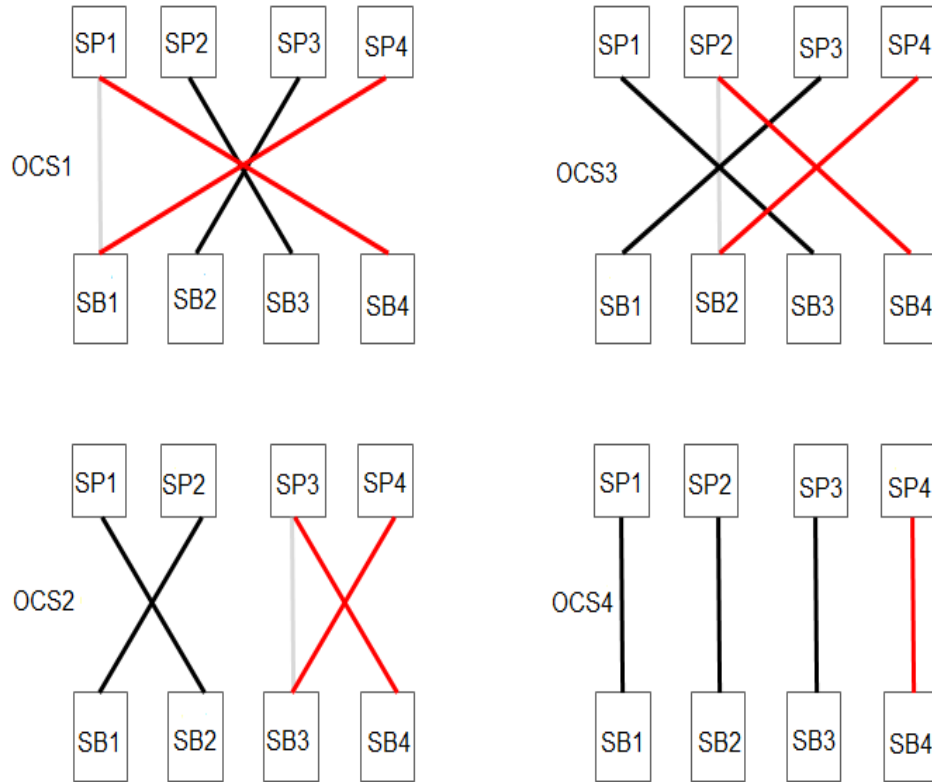 SP1 SP2 SP3 SP4
OCS1
SB1 SB2 SB3 SB4
SP1 SP2 SP3 SP4
OCS3
SB1 SB2 SB3 SB4
SP1 SP2 SP3 SP4
OCS2
SB1 SB2 SB3 SB4
SP1 SP2 SP3 SP4
OCS4
SB1 SB2 SB3 SB4